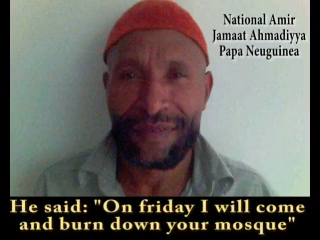 National Amir
Jamaat Ahmadiyya
Papa Neuguinea
He said: "On friday I will come
and burn down your mosque"